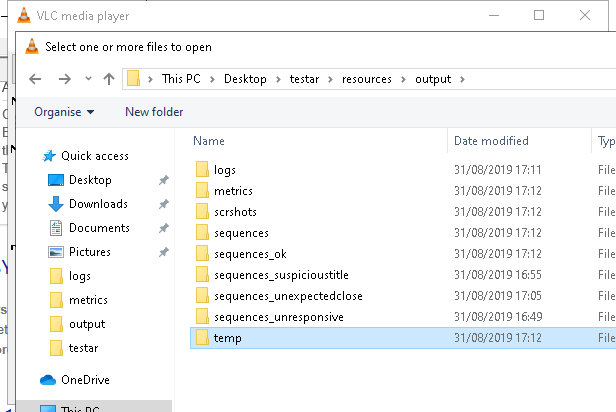 VLC media player
Select one or more files to open
This PC > Desktop > testar > resources > output >
Organise New folder
Name Date modified Typ
Quick access
Desktop
Downloads
Documents
Pictures
logs
metrics
output
testar
OneDrive
This PC
logs 31/08/2019 17:11 File
metrics 31/08/2019 17:12 File
scrshots 31/08/2019 17:12 File
sequences 31/08/2019 17:12 File
sequences_ok 31/08/2019 17:12 File
sequences_suspicioustitle 31/08/2019 16:55 File
sequences_unexpectedclose 31/08/2019 17:05 File
sequences_unresponsive 31/08/2019 16:49 File
temp 31/08/2019 17:12 File